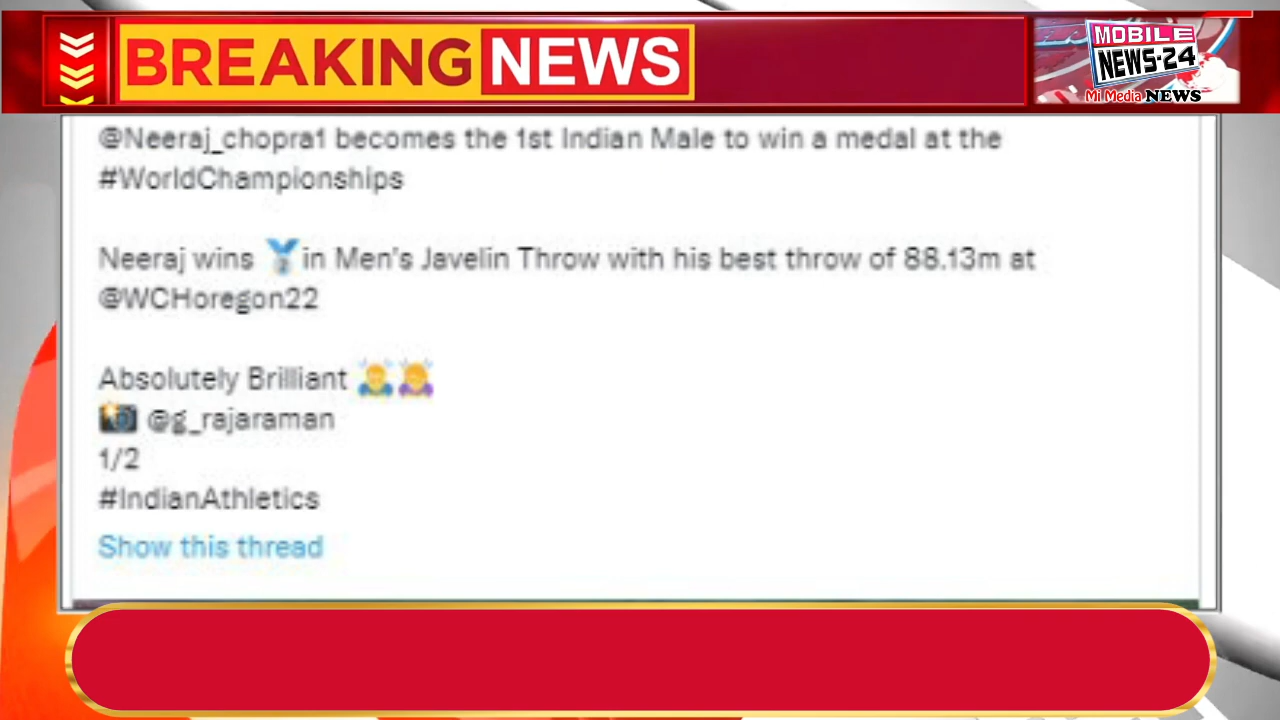 BREAKING NEWS
MOBILE
NEWS-24
Mi Media NEWS
@Neeraj_chopra1 becomes the 1st Indian Male to win a medal at the
#WorldChampionships
Neeraj wins 🥈in Men's Javelin Throw with his best throw of 88.13m at
@WCHoregon22
Absolutely Brilliant 🙇‍♂️🙇‍♀️
📸 @g_rajaraman
1/2
#IndianAthletics
Show this thread